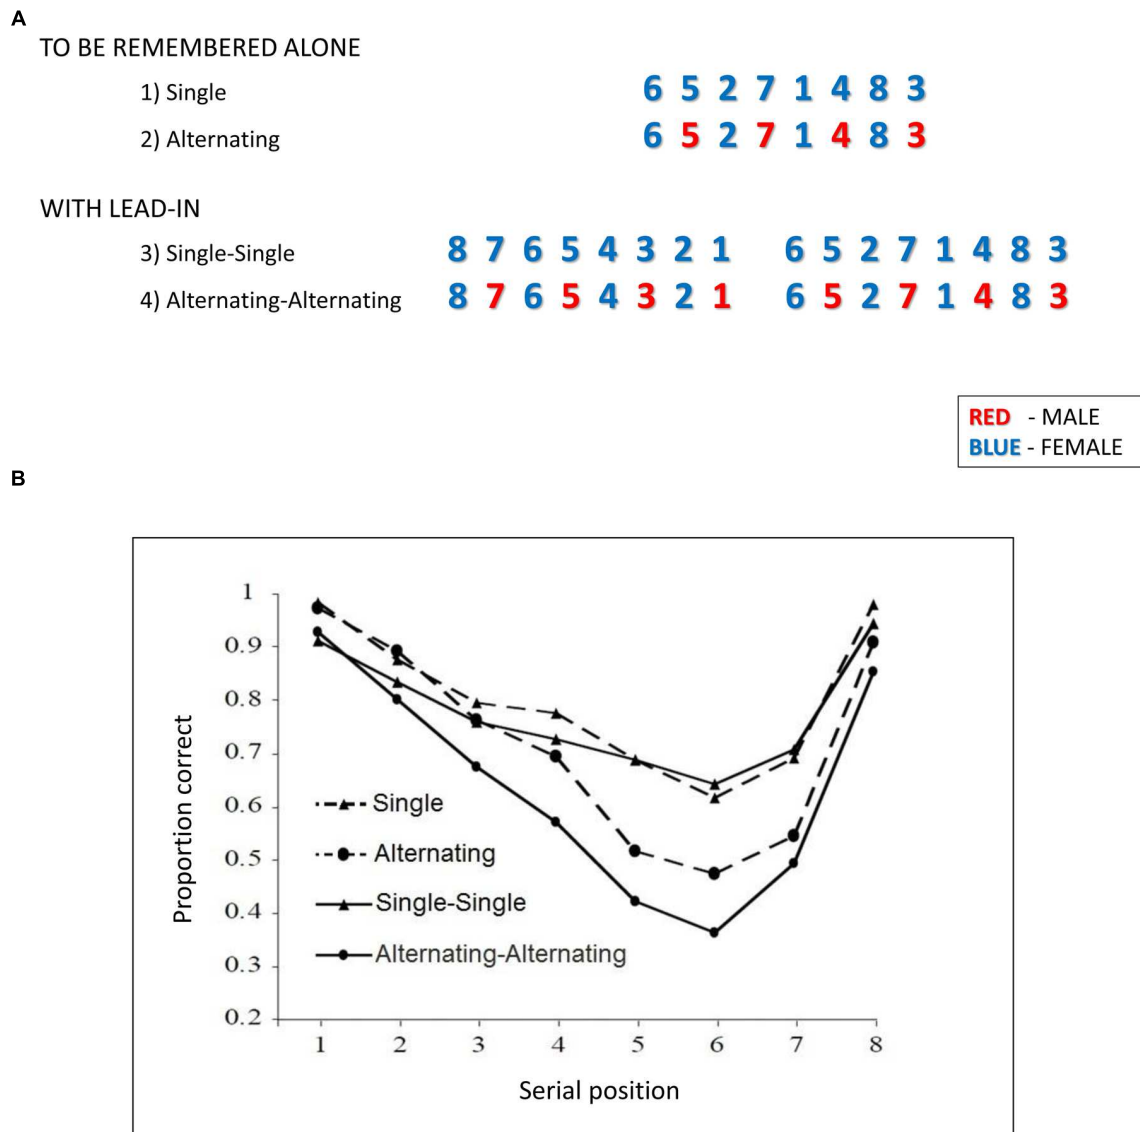 A
TO BE REMEMBERED ALONE
1) Single 6 5 2 7 1 4 8 3
2) Alternating 6 5 2 7 1 4 8 3
WITH LEAD-IN
3) Single-Single 8 7 6 5 4 3 2 1 6 5 2 7 1 4 8 3
4) Alternating-Alternating 8 7 6 5 4 3 2 1 6 5 2 7 1 4 8 3
RED - MALE
BLUE - FEMALE
B
Proportion correct
1
0.9
0.8
0.7
0.6
0.5
0.4
0.3
0.2
Single
Alternating
Single-Single
Alternating-Alternating
1 2 3 4 5 6 7 8
Serial position